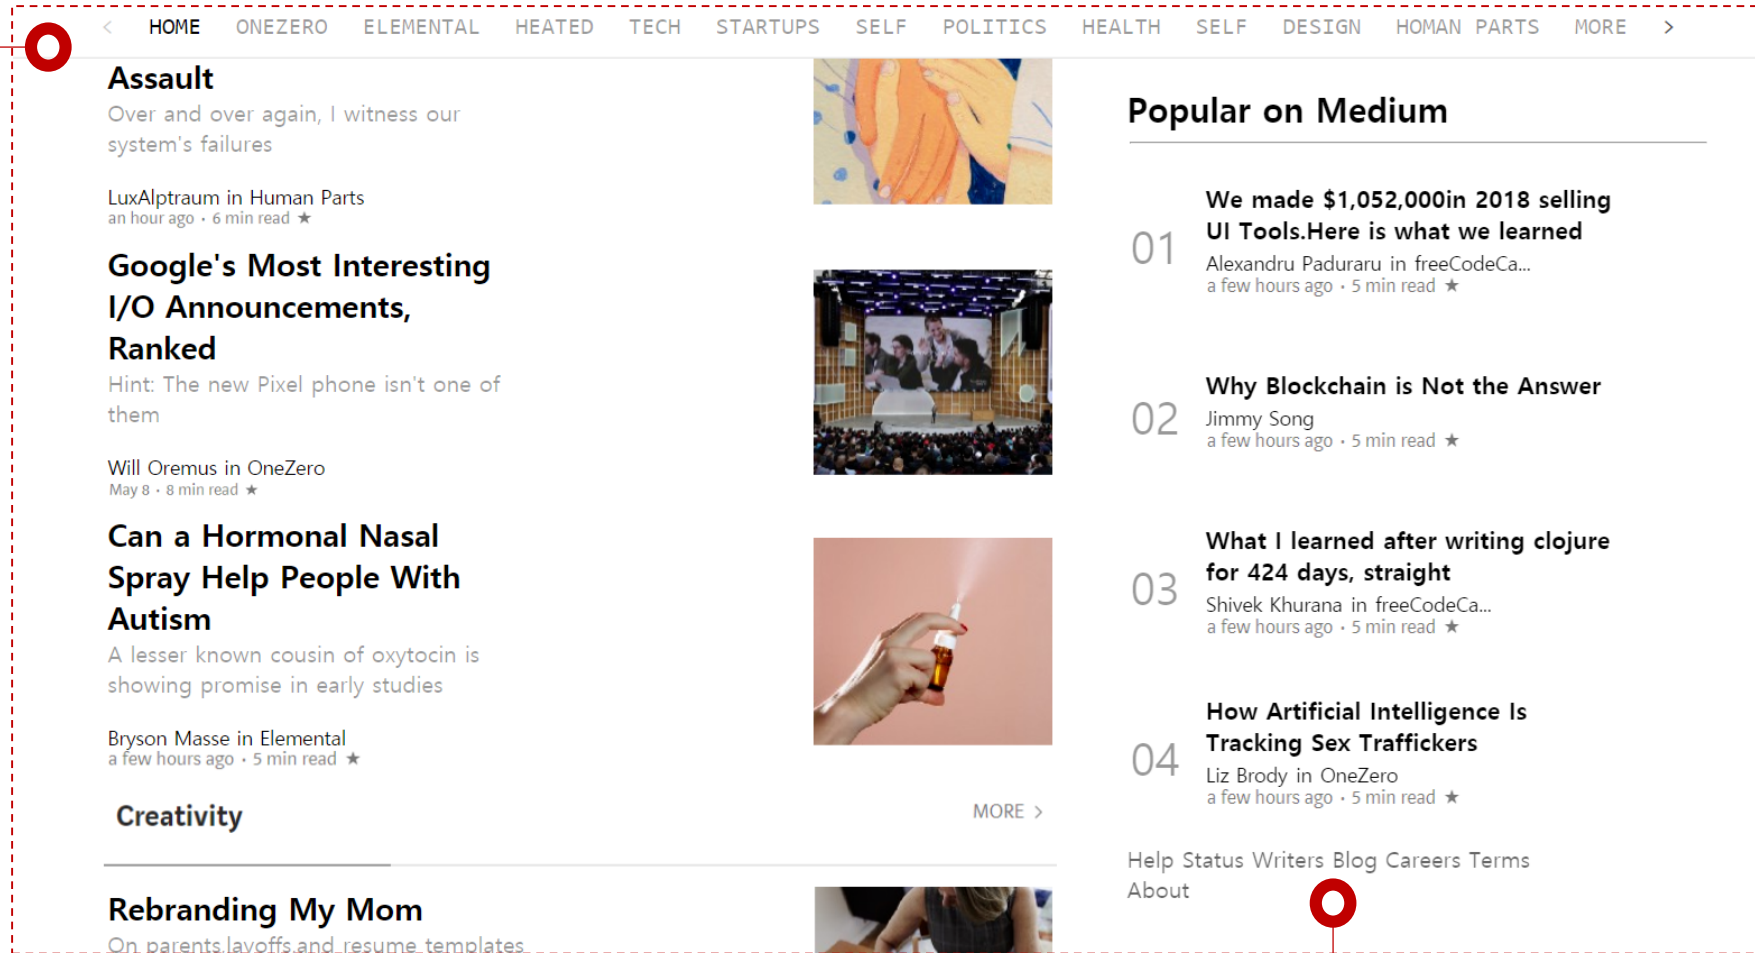 HOME ONEZERO ELEMENTAL HEATED TECH STARTUPS SELF POLITICS HEALTH SELF DESIGN HOMAN PARTS MORE
Assault
Over and over again, I witness our
system's failures
LuxAlptraum in Human Parts
an hour ago · 6 min read ★
Google's Most Interesting
I/O Announcements,
Ranked
Hint: The new Pixel phone isn't one of
them
Will Oremus in OneZero
May 8 · 8 min read ★
Can a Hormonal Nasal
Spray Help People With
Autism
A lesser known cousin of oxytocin is
showing promise in early studies
Bryson Masse in Elemental
a few hours ago · 5 min read ★
Creativity
MORE >
Rebranding My Mom
On parents,layoffs,and resume templates
Popular on Medium
01
We made $1,052,000in 2018 selling
UI Tools.Here is what we learned
Alexandru Paduraru in freeCodeCa...
a few hours ago · 5 min read ★
02
Why Blockchain is Not the Answer
Jimmy Song
a few hours ago · 5 min read ★
03
What I learned after writing clojure
for 424 days, straight
Shivek Khurana in freeCodeCa...
a few hours ago · 5 min read ★
04
How Artificial Intelligence Is
Tracking Sex Traffickers
Liz Brody in OneZero
a few hours ago · 5 min read ★
Help Status Writers Blog Careers Terms
About